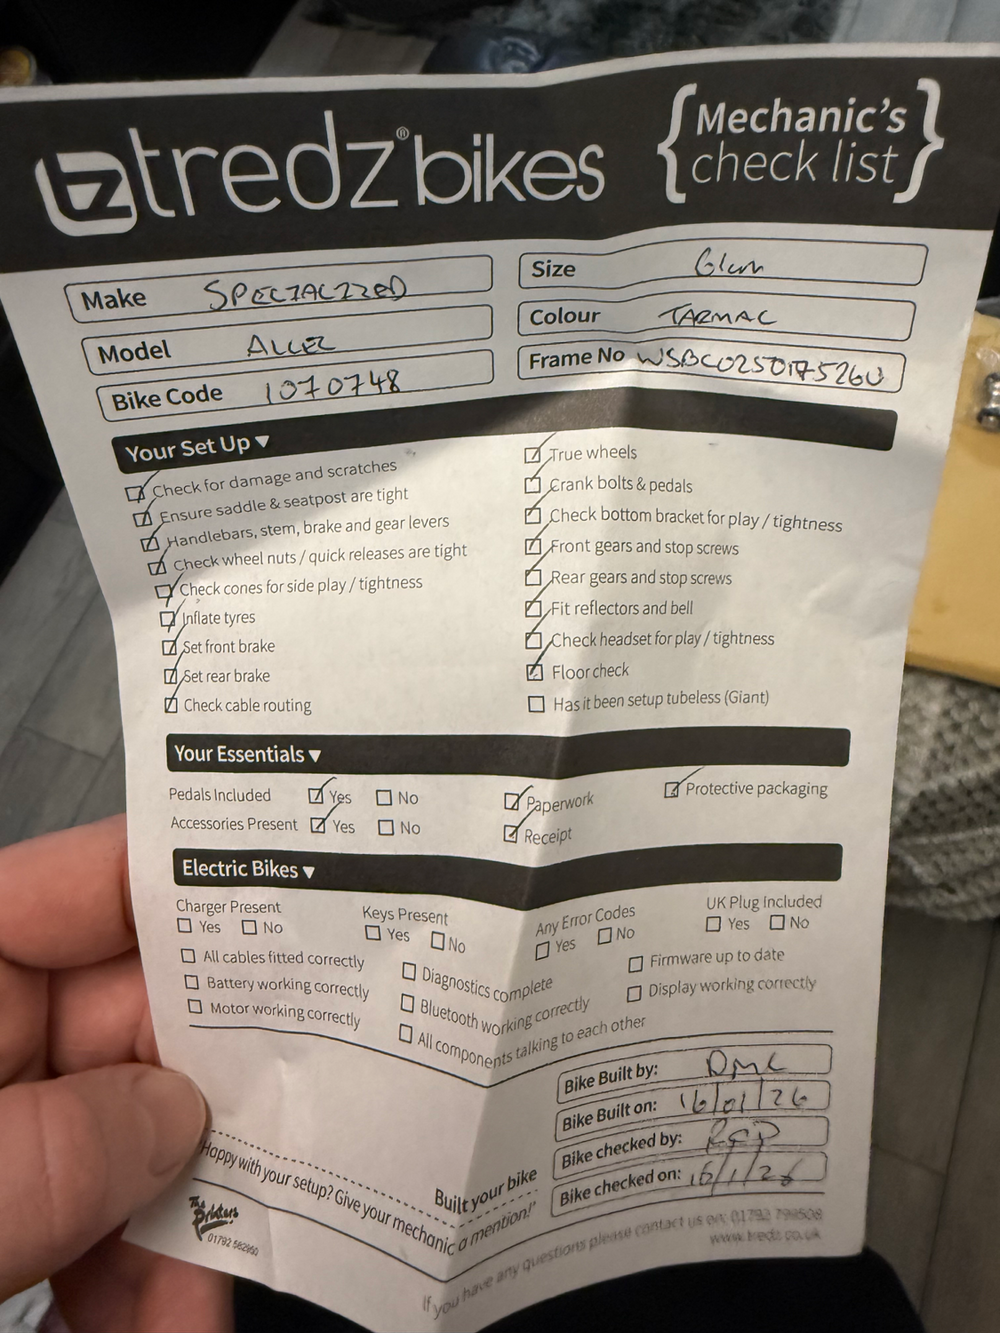 tz tredz® bikes
{Mechanic's check list}
Make SPECIALIZED
Model ALLEZ
Bike Code 1070748
Size 61cm
Colour TARMAC
Frame No
Your Set Up ▼
Check for damage and scratches
Ensure saddle & seatpost are tight
Handlebars, stem, brake and gear levers
Check wheel nuts / quick releases are tight
Check cones for side play / tightness
Inflate tyres
Set front brake
Set rear brake
Check cable routing
True wheels
Crank bolts & pedals
Check bottom bracket for play / tightness
Front gears and stop screws
Rear gears and stop screws
Fit reflectors and bell
Check headset for play / tightness
Floor check
Has it been setup tubeless (Giant)
Your Essentials ▼
Pedals Included Yes No
Accessories Present Yes No
Paperwork
Receipt
Protective packaging
Electric Bikes ▼
Charger Present
Yes No
Keys Present
Yes No
Any Error Codes
Yes No
UK Plug Included
Yes No
All cables fitted correctly
Battery working correctly
Motor working correctly
Diagnostics complete
Bluetooth working correctly
All components talking to each other
Firmware up to date
Display working correctly
Bike Built by: DMC
Bike Built on: 16/01/26
Bike checked by:
Bike checked on: 16/1/26
Built your bike
Happy with your setup? Give your mechanic a mention!'
The Printers
01792 582960
If you have any questions please contact us on: 01792 799508
www.tredz.co.uk